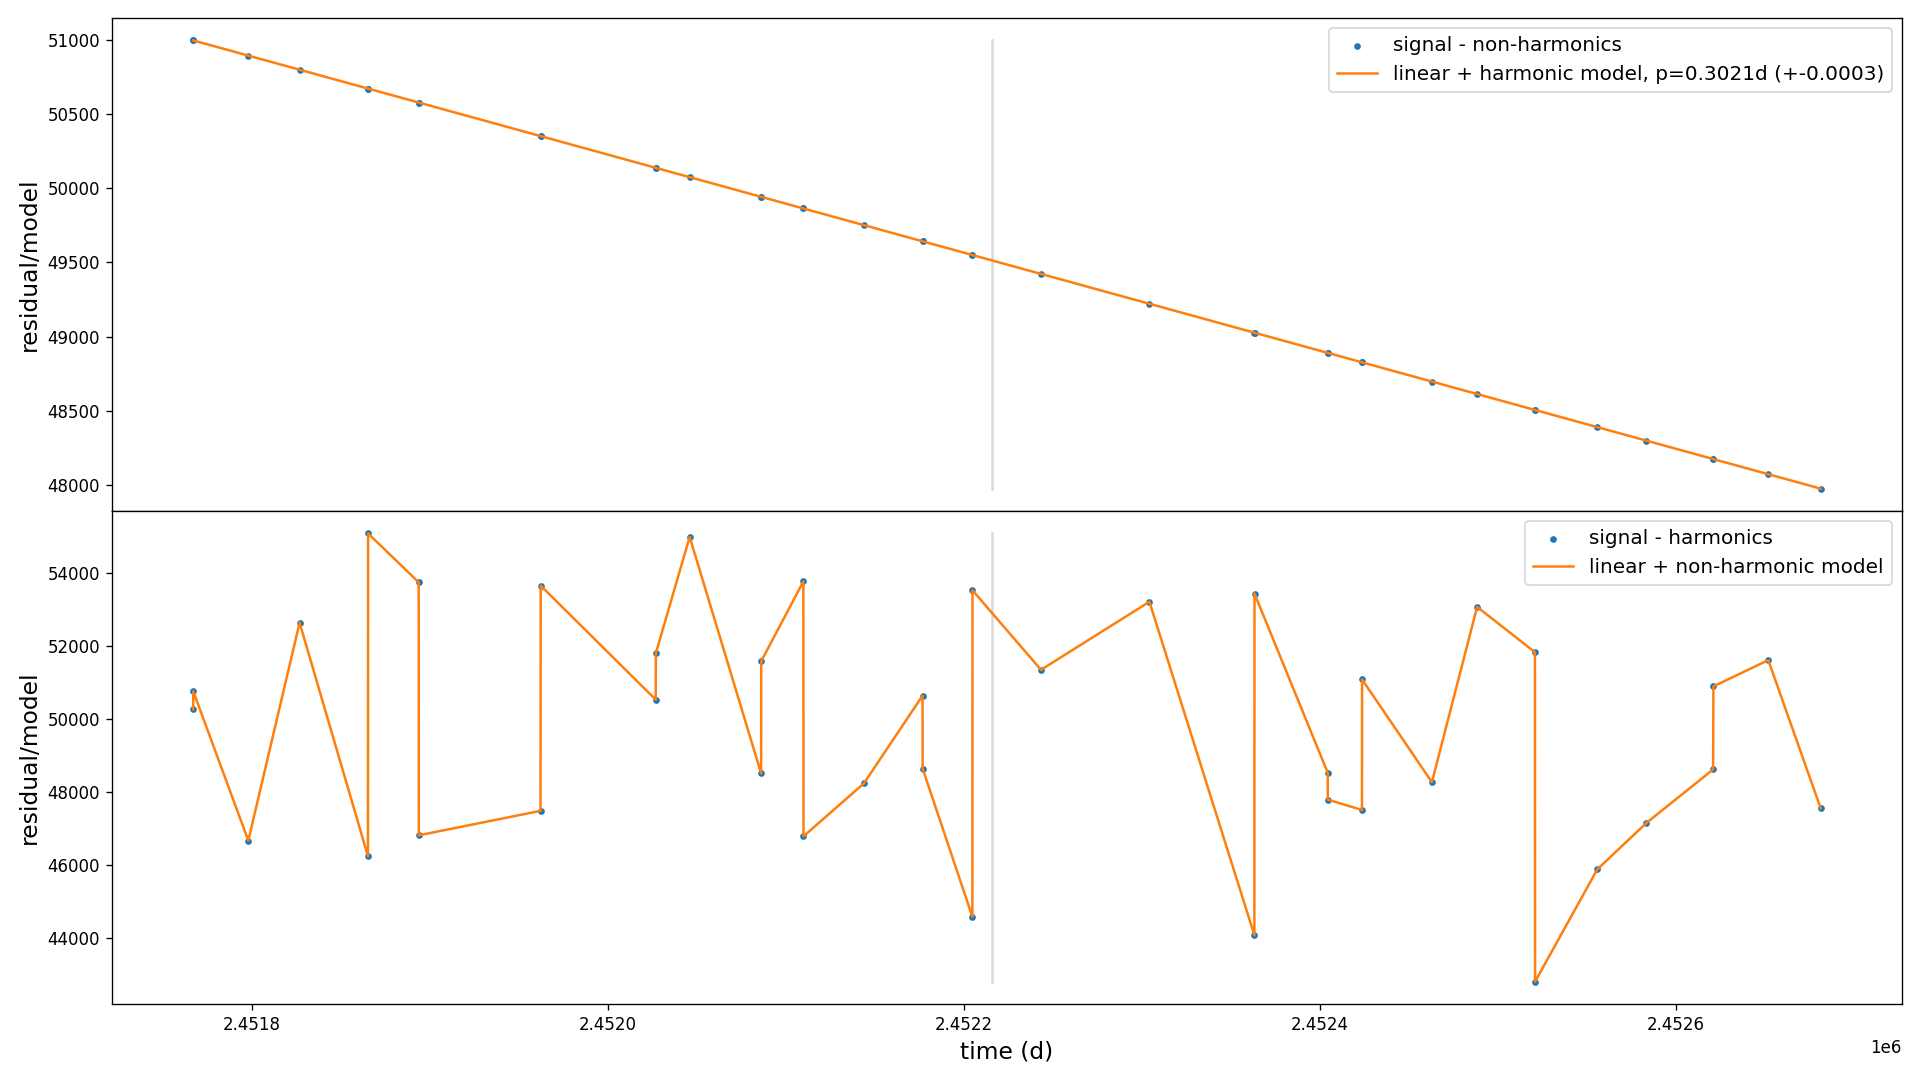 51000
50500
50000
49500
49000
48500
48000
residual/model
signal - non-harmonics
linear + harmonic model, p=0.3021d (+-0.0003)
54000
52000
50000
48000
46000
44000
residual/model
signal - harmonics
linear + non-harmonic model
2.4518
2.4520
2.4522
2.4524
2.4526
1e6
time (d)